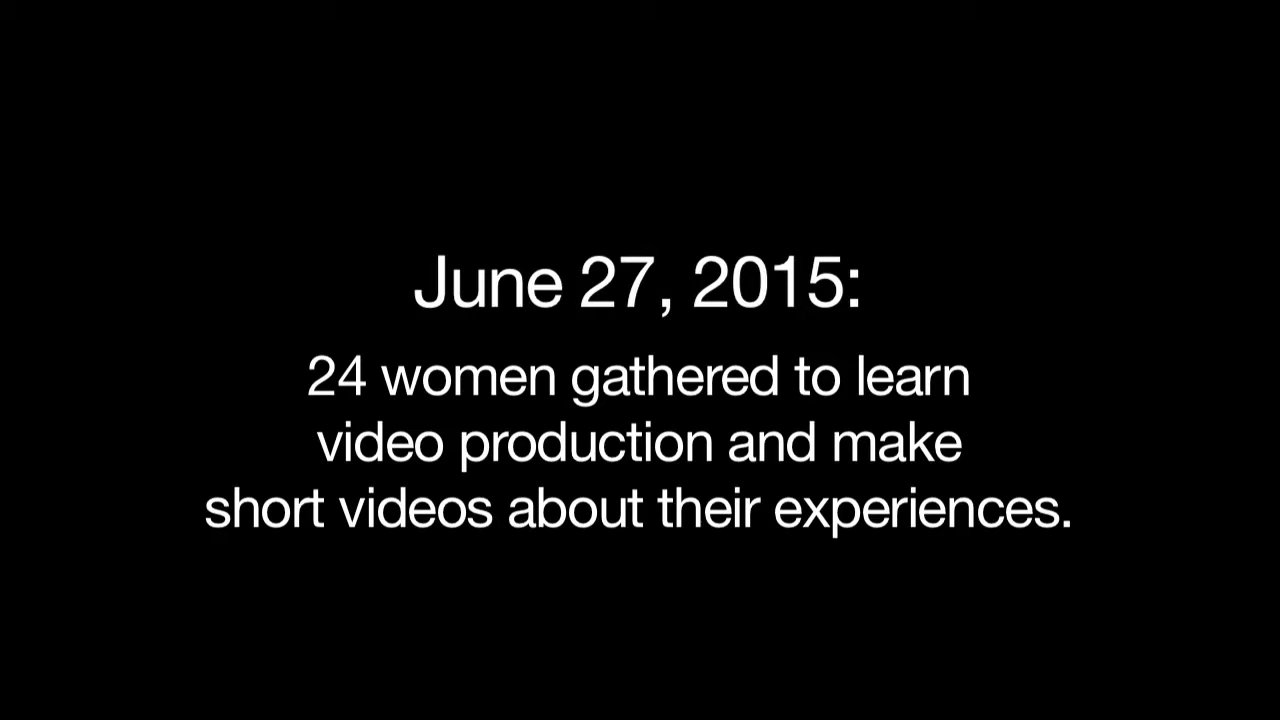 June 27, 2015:
24 women gathered to learn
video production and make
short videos about their experiences.